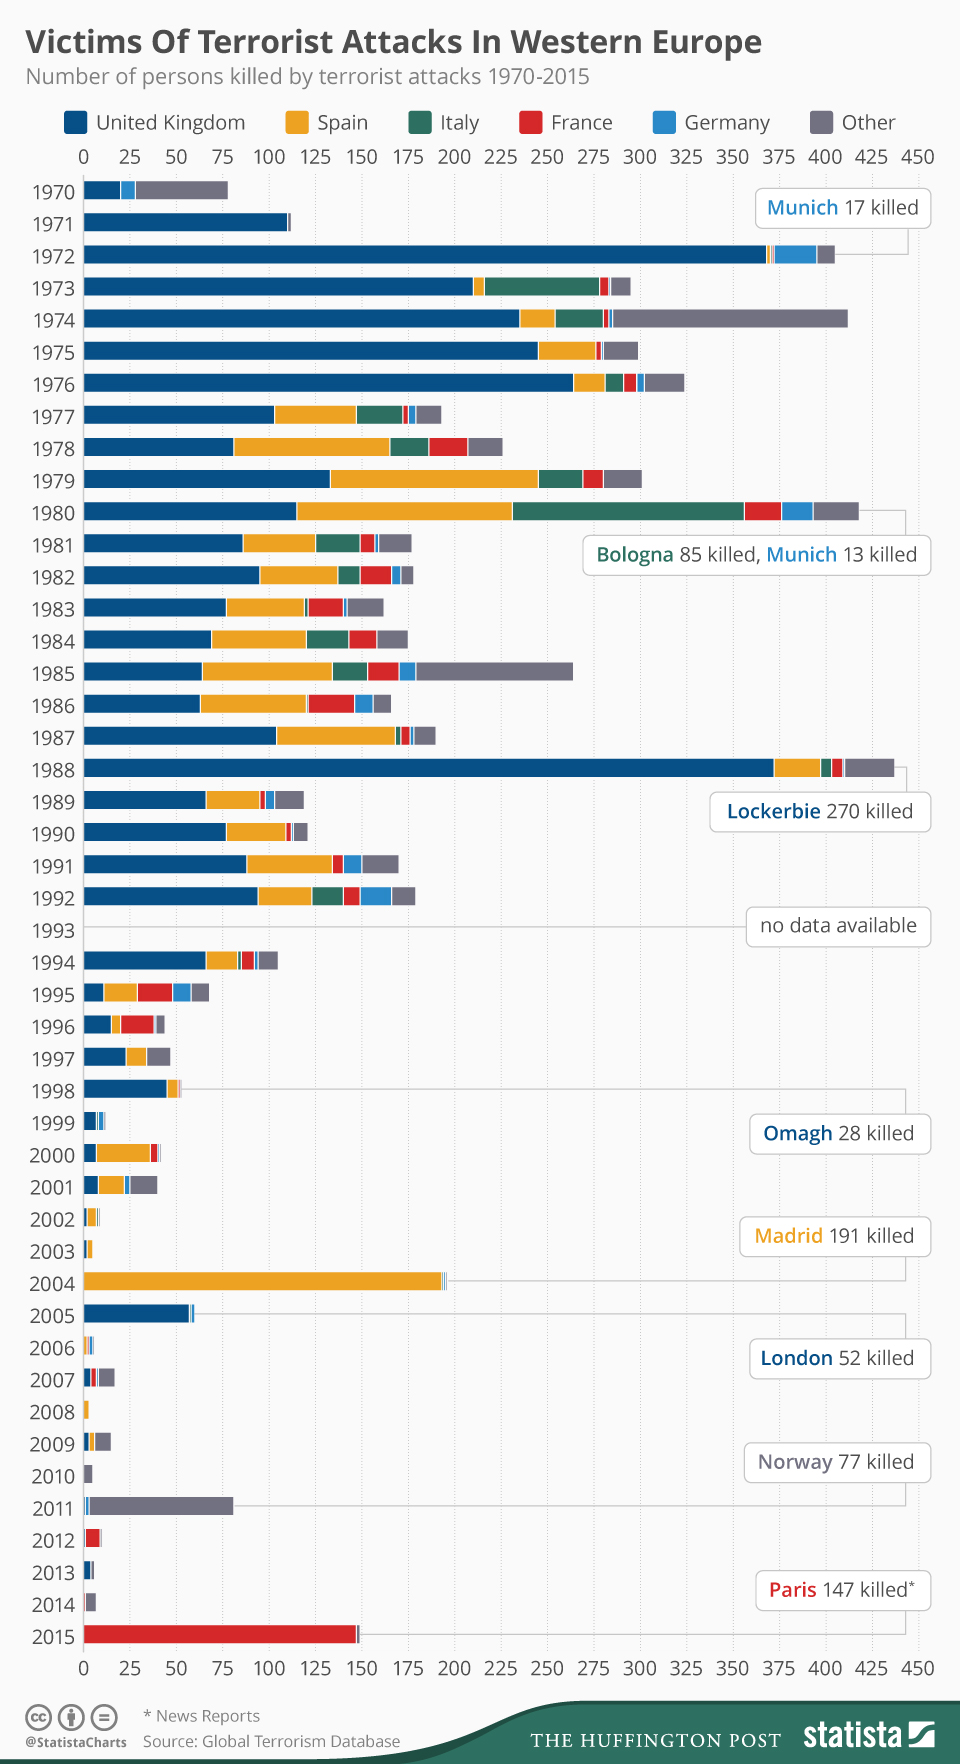 Victims Of Terrorist Attacks In Western Europe
Number of persons killed by terrorist attacks 1970-2015
United Kingdom Spain Italy France Germany Other
0 25 50 75 100 125 150 175 200 225 250 275 300 325 350 375 400 425 450
1970
Munich 17 killed
1971
1972
1973
1974
1975
1976
1977
1978
1979
1980
1981
Bologna 85 killed, Munich 13 killed
1982
1983
1984
1985
1986
1987
1988
1989
Lockerbie 270 killed
1990
1991
1992
1993
no data available
1994
1995
1996
1997
1998
1999
Omagh 28 killed
2000
2001
2002
Madrid 191 killed
2003
2004
2005
2006
London 52 killed
2007
2008
2009
Norway 77 killed
2010
2011
2012
2013
Paris 147 killed*
2014
2015
0 25 50 75 100 125 150 175 200 225 250 275 300 325 350 375 400 425 450
cc
@StatistaCharts
* News Reports
Source: Global Terrorism Database
THE HUFFINGTON POST
statista